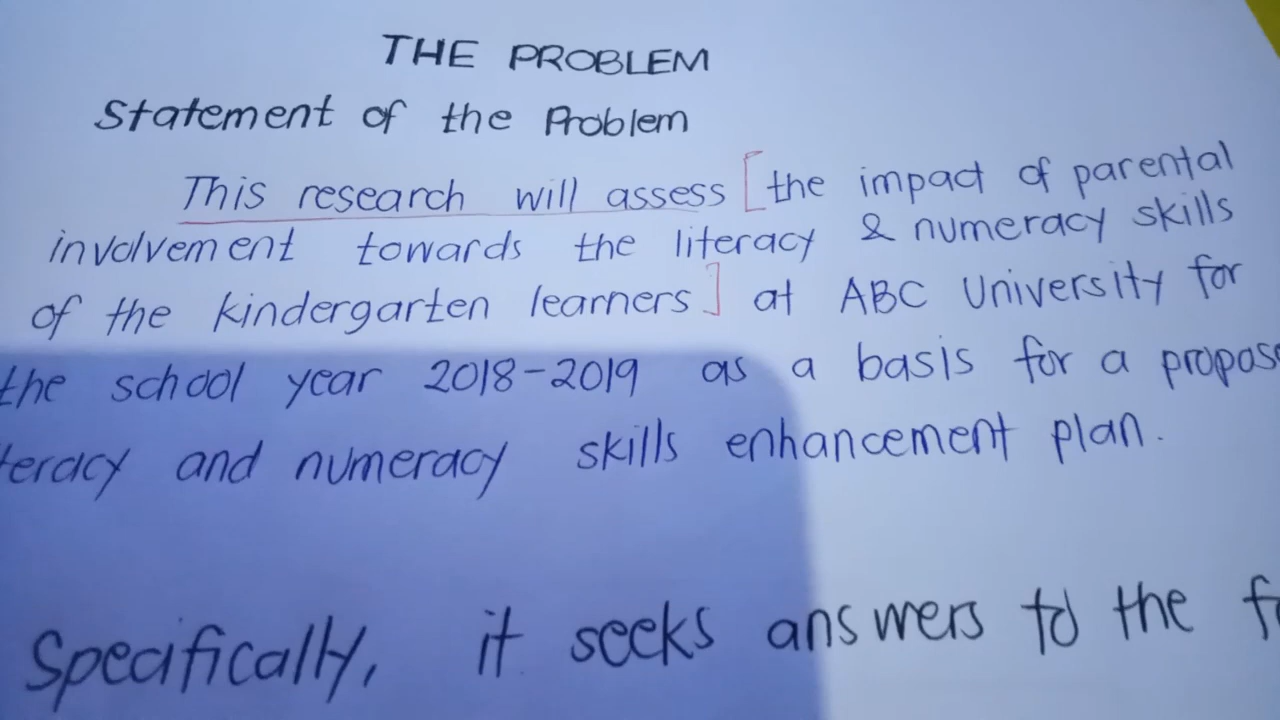 THE PROBLEM
Statement of the Problem
This research will assess [the impact of parental
involvement towards the literacy & numeracy skills
of the kindergarten learners] at ABC University for
the school year 2018-2019 as a basis for a
and numeracy skills enhancement plan.
Specifically, it seeks answers to the